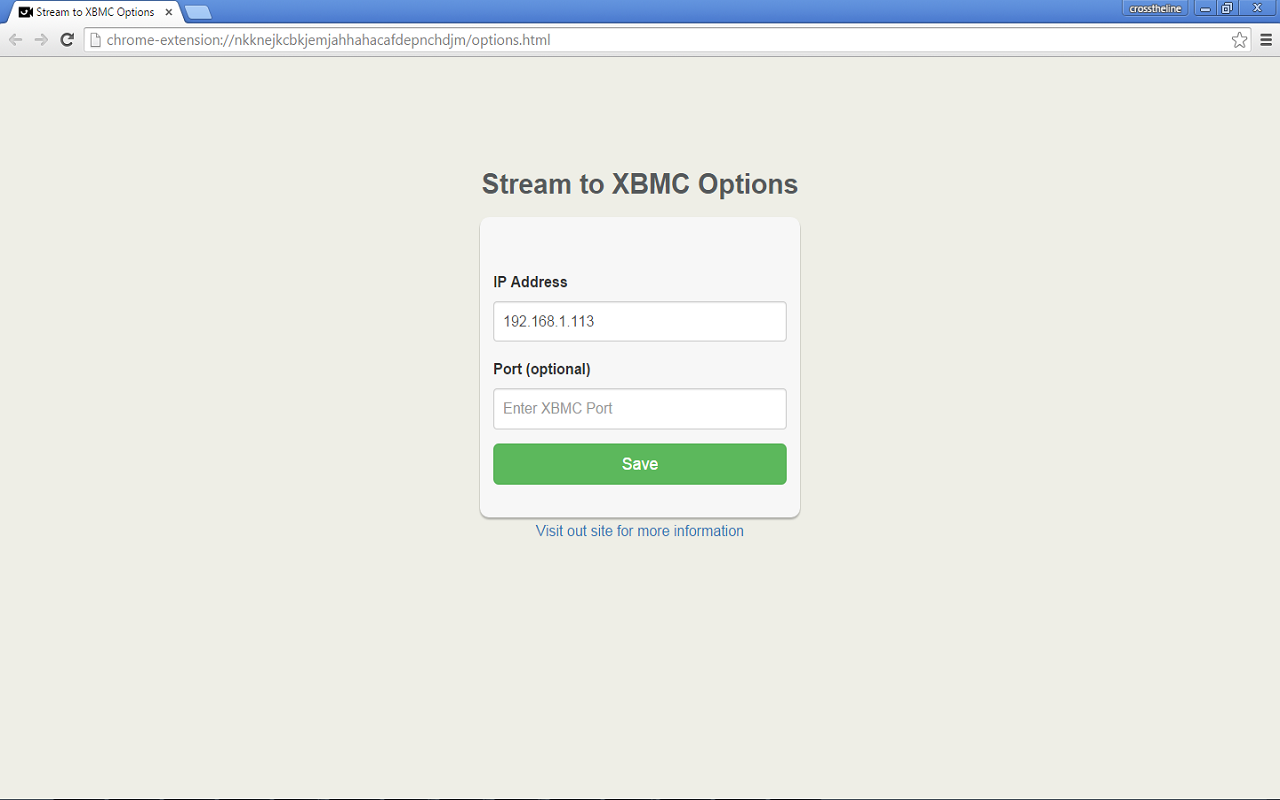 Stream to XBMC Options
crosstheline
chrome-extension://nkknejkcbkjemjahhahacafdepnchdjm/options.html
Stream to XBMC Options
IP Address
192.168.1.113
Port (optional)
Enter XBMC Port
Save
Visit out site for more information